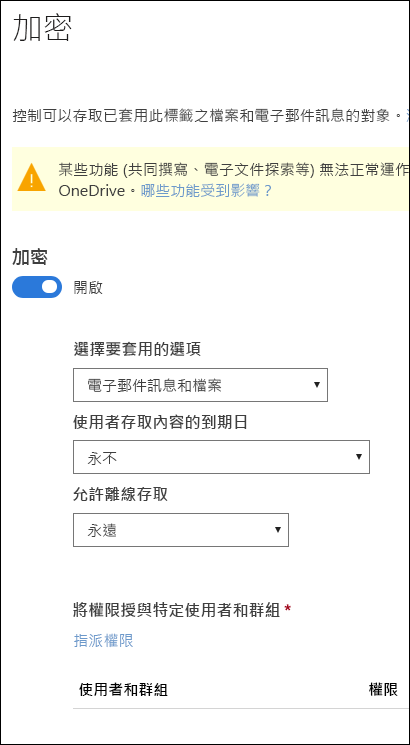 加密
控制可以存取已套用此標籤之檔案和電子郵件訊息的對象。
某些功能 (共同撰寫、電子文件探索等) 無法正常運作
OneDrive。哪些功能受到影響？
加密
開啟
選擇要套用的選項
電子郵件訊息和檔案
使用者存取內容的到期日
永不
允許離線存取
永遠
將權限授與特定使用者和群組 *
指派權限
使用者和群組 權限